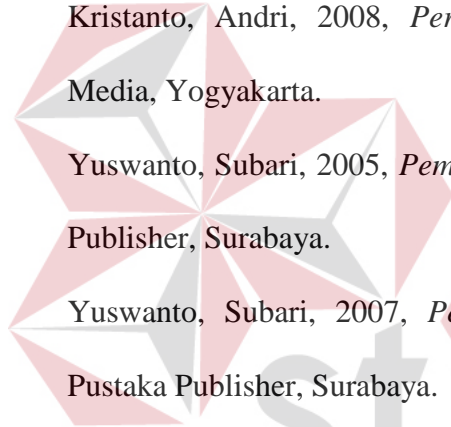 Kristanto, Andri, 2008, Per
Media, Yogyakarta.
Yuswanto, Subari, 2005, Pem
Publisher, Surabaya.
Yuswanto, Subari, 2007, Pe
Pustaka Publisher, Surabaya.
st